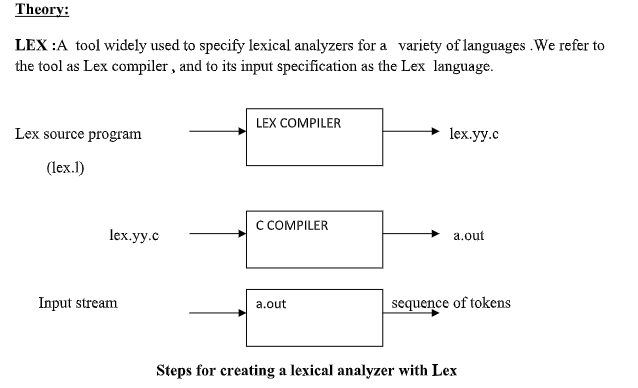 Theory:
LEX :A tool widely used to specify lexical analyzers for a variety of languages .We refer to
the tool as Lex compiler , and to its input specification as the Lex language.
Lex source program LEX COMPILER lex.yy.c
(lex.l)
lex.yy.c C COMPILER a.out
Input stream a.out sequence of tokens
Steps for creating a lexical analyzer with Lex